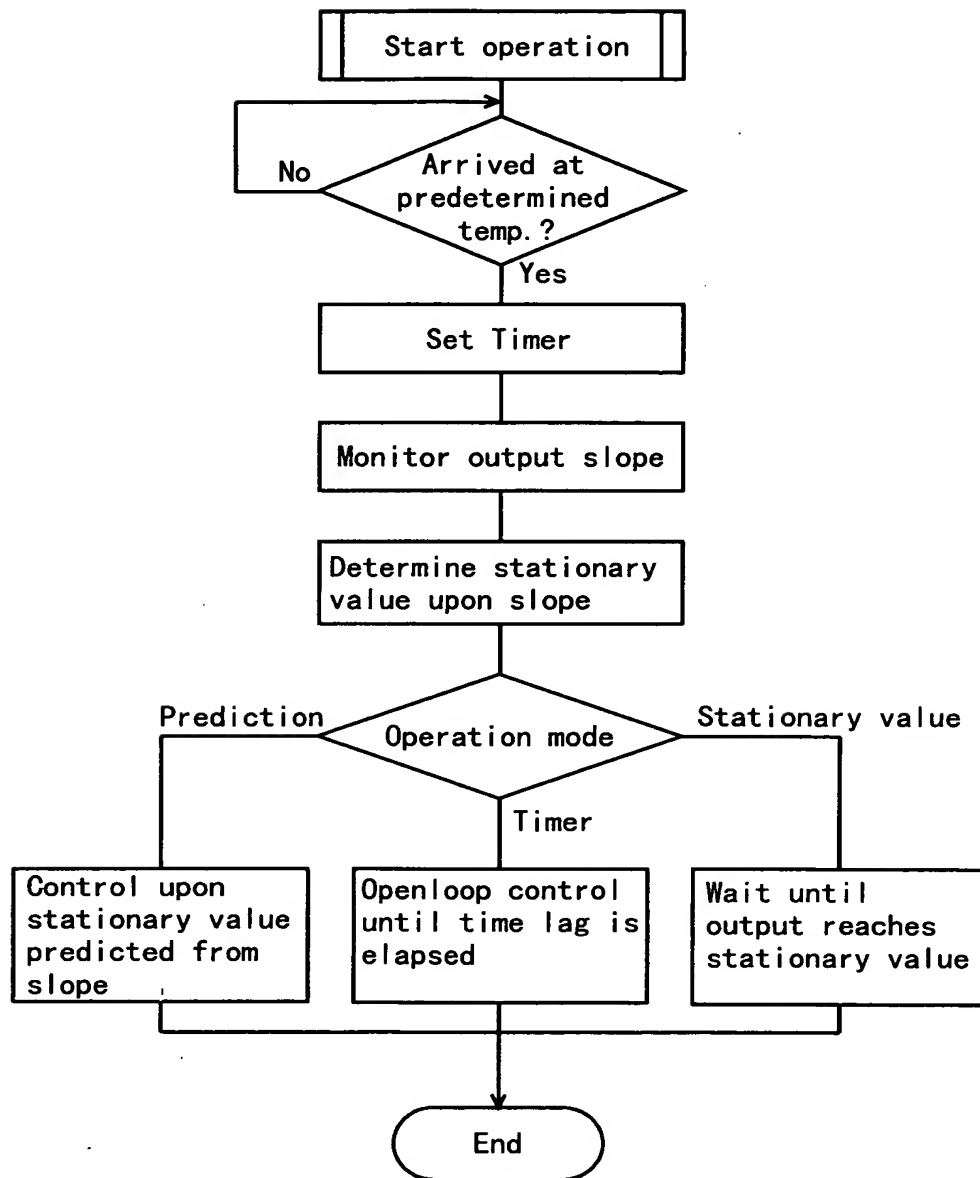 Start operation
No
Arrived at
predetermined
temp.?
Yes
Set Timer
Monitor output slope
Determine stationary
value upon slope
Prediction
Operation mode
Stationary value
Timer
Control upon
stationary value
predicted from
slope
Openloop control
until time lag is
elapsed
Wait until
output reaches
stationary value
End